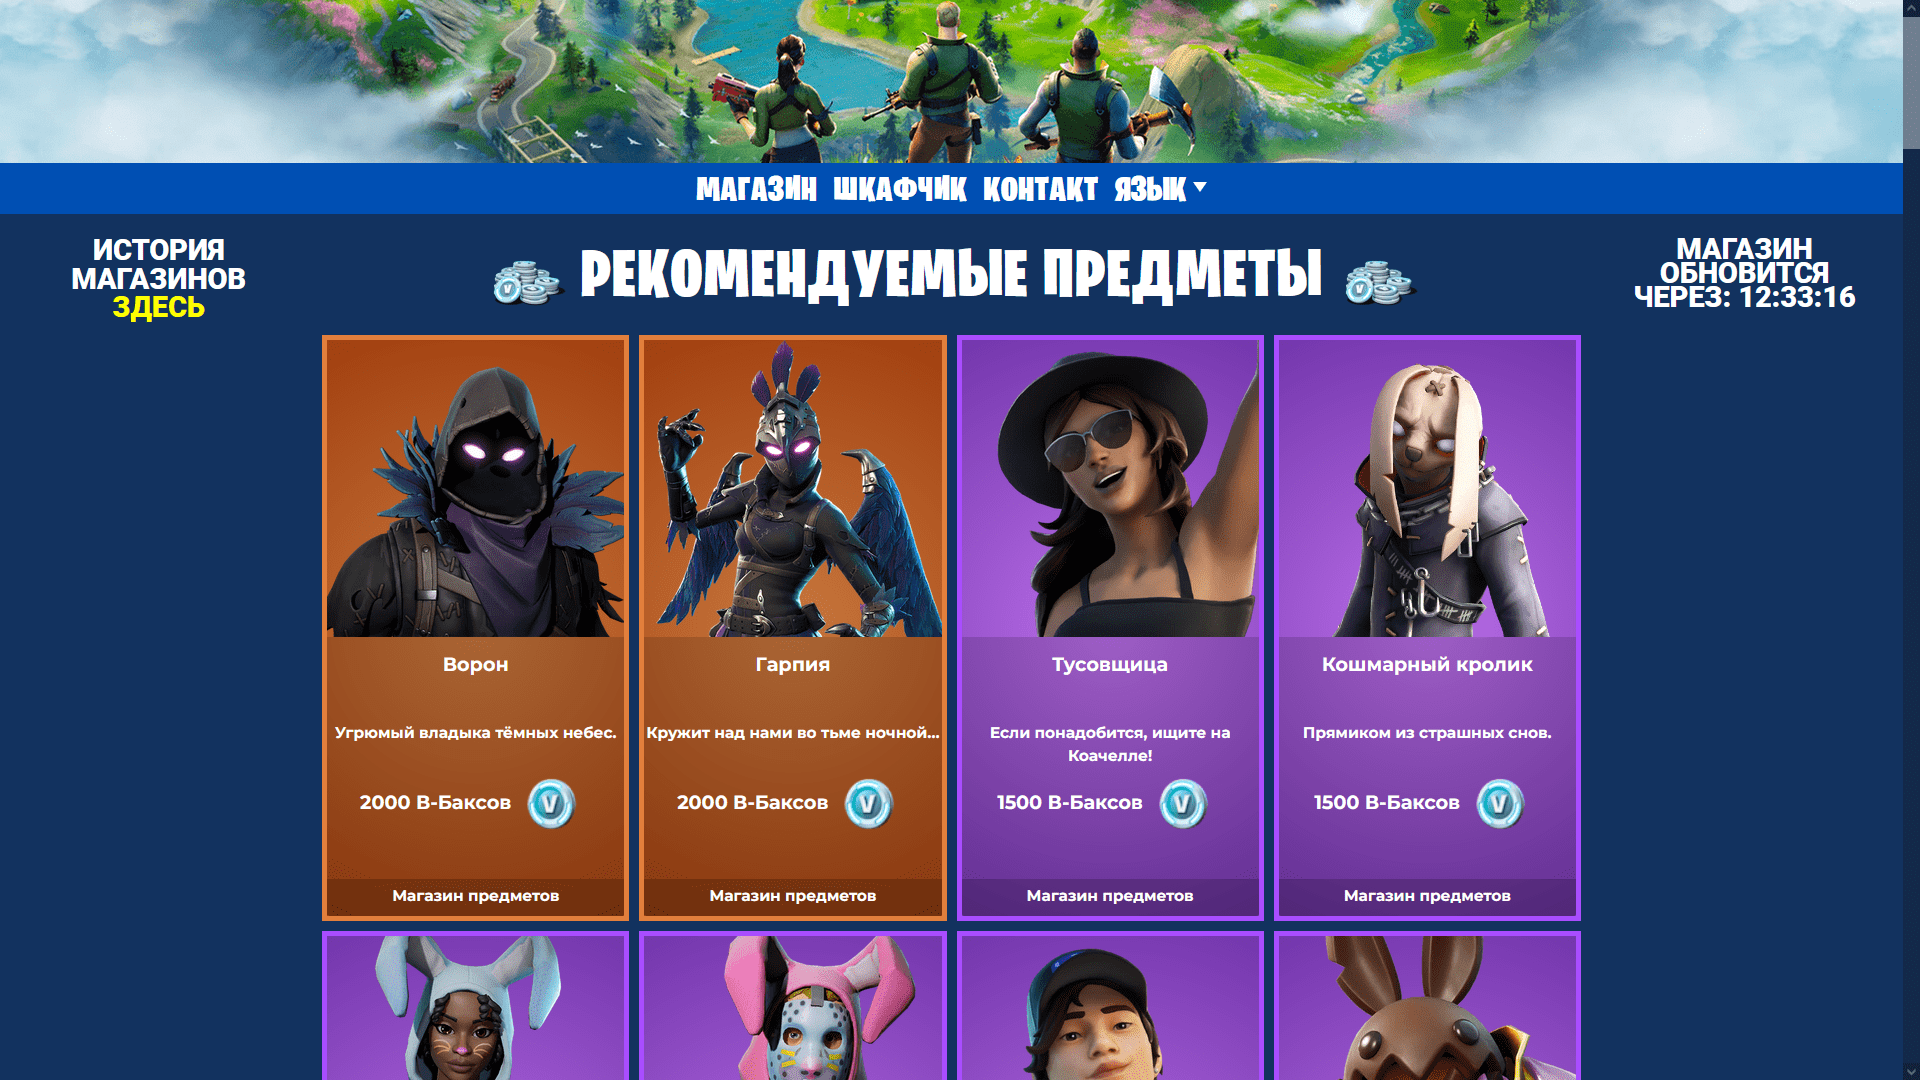 МАГАЗИН ШКАФЧИК КОНТАКТ ЯЗЫК
ИСТОРИЯ
МАГАЗИНОВ
ЗДЕСЬ
РЕКОМЕНДУЕМЫЕ ПРЕДМЕТЫ
МАГАЗИН
ОБНОВИТСЯ
ЧЕРЕЗ: 12:33:16
Ворон
Угрюмый владыка тёмных небес.
2000 В-Баксов
Магазин предметов
Гарпия
Кружит над нами во тьме ночной...
2000 В-Баксов
Магазин предметов
Тусовщица
Если понадобится, ищите на
Коачелле!
1500 В-Баксов
Магазин предметов
Кошмарный кролик
Прямиком из страшных снов.
1500 В-Баксов
Магазин предметов